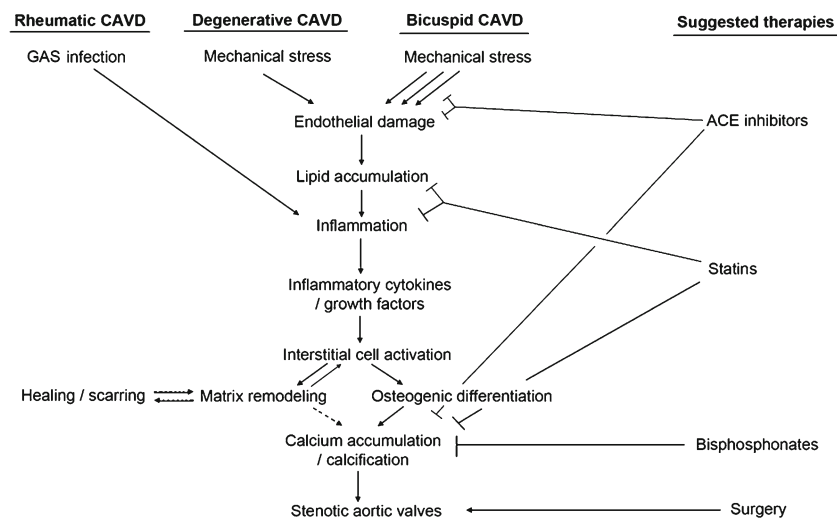 Rheumatic CAVD
Degenerative CAVD
Bicuspid CAVD
Suggested therapies
GAS infection
Mechanical stress
Mechanical stress
Endothelial damage
ACE inhibitors
Lipid accumulation
Inflammation
Statins
Inflammatory cytokines
/ growth factors
Interstitial cell activation
Healing / scarring
Matrix remodeling
Osteogenic differentiation
Calcium accumulation
/ calcification
Bisphosphonates
Stenotic aortic valves
Surgery